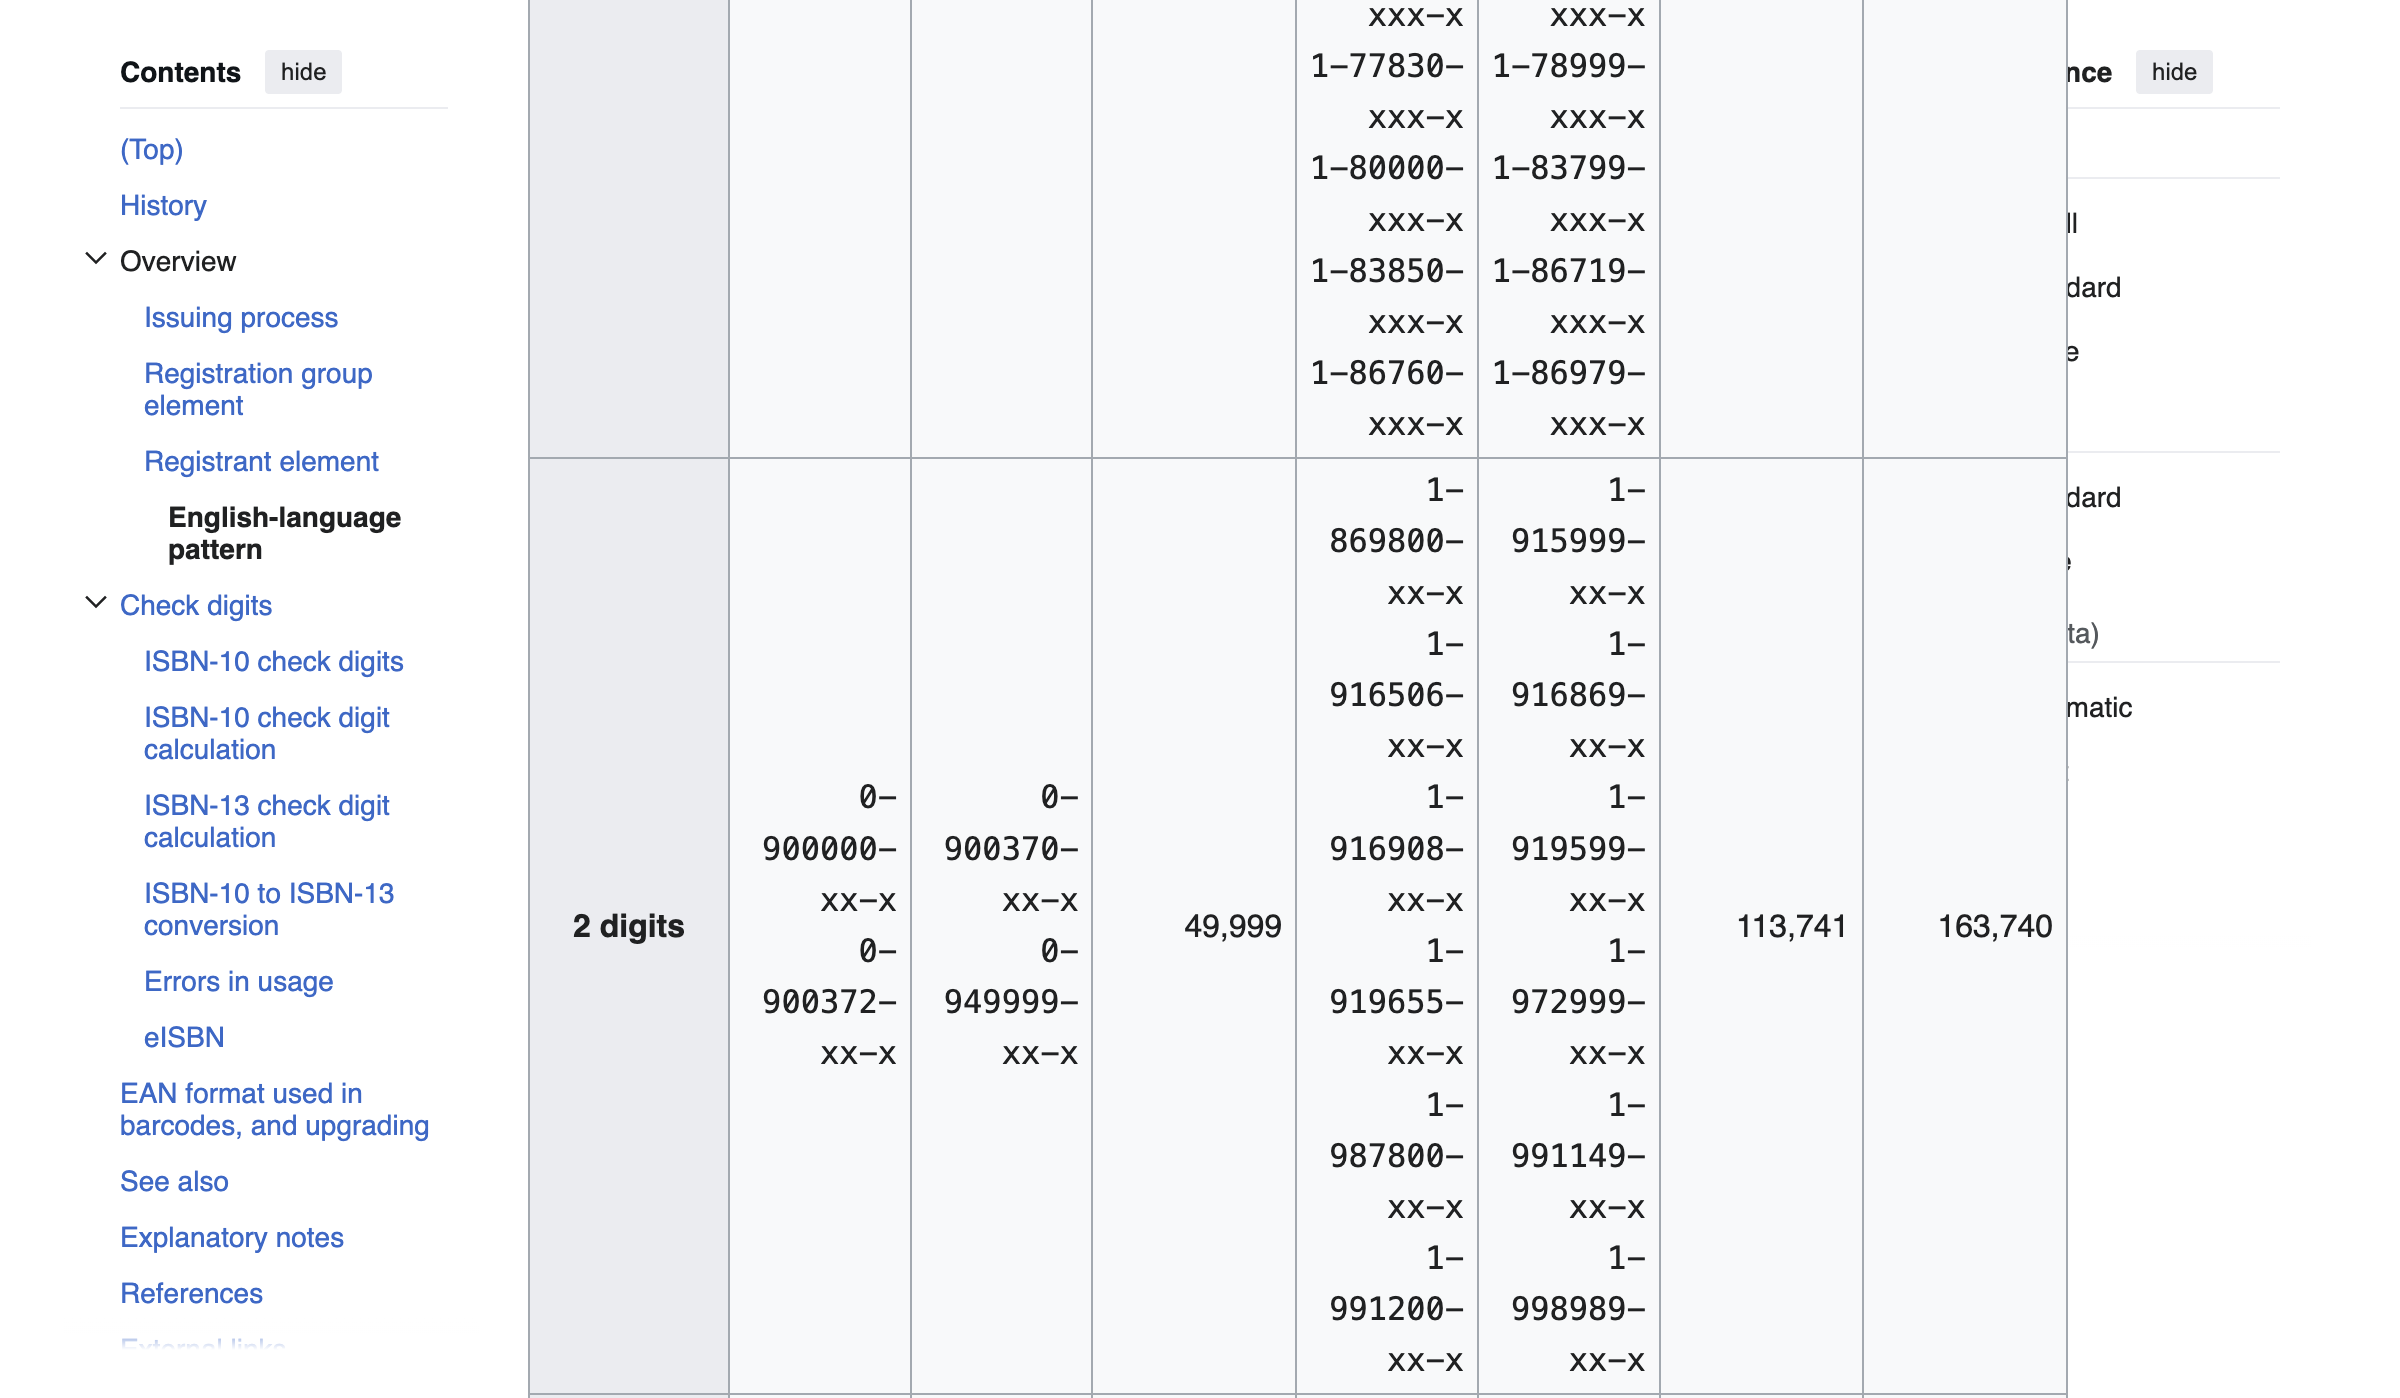 Contents hide
(Top)
History
Overview
Issuing process
Registration group
element
Registrant element
English-language
pattern
Check digits
ISBN-10 check digits
ISBN-10 check digit
calculation
ISBN-13 check digit
calculation
ISBN-10 to ISBN-13
conversion
Errors in usage
eISBN
EAN format used in
barcodes, and upgrading
See also
Explanatory notes
References
External links
xxx-x xxx-x
1-77830- 1-78999-
xxx-x xxx-x
1-80000- 1-83799-
xxx-x xxx-x
1-83850- 1-86719-
xxx-x xxx-x
1-86760- 1-86979-
xxx-x xxx-x
2 digits
0-
900000-
xx-x
0-
900372-
xx-x
0-
900370-
xx-x
0-
949999-
xx-x
49,999
1-
869800-
xx-x
1-
916506-
xx-x
1-
916908-
xx-x
1-
919655-
xx-x
1-
987800-
xx-x
1-
991200-
xx-x
1-
915999-
xx-x
1-
916869-
xx-x
1-
919599-
xx-x
1-
972999-
xx-x
1-
991149-
xx-x
1-
998989-
xx-x
113,741
163,740
nce hide
ll
dard
e
dard
ta)
matic